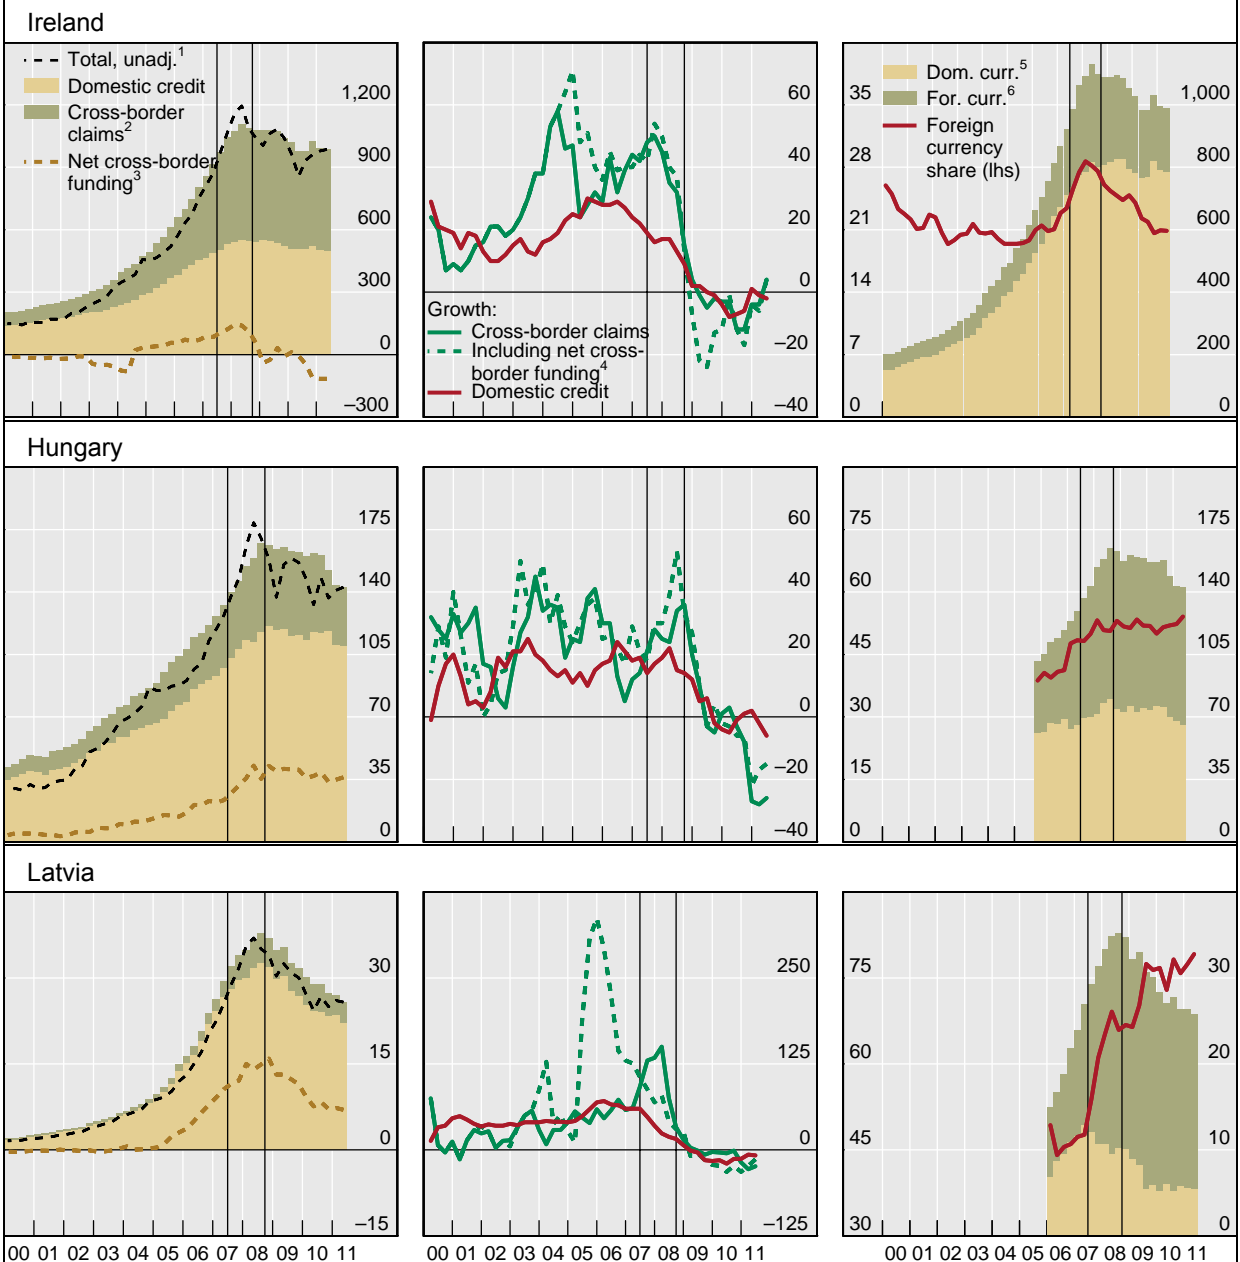 Ireland
Total, unadj.1
Domestic credit
Cross-border
claims2
Net cross-border
funding3
1,200
900
600
300
0
–300
Growth:
Cross-border claims
Including net cross-
border funding4
Domestic credit
60
40
20
0
–20
–40
Dom. curr.5
For. curr.6
Foreign
currency
share (lhs)
35
28
21
14
7
0
1,000
800
600
400
200
0
Hungary
175
140
105
70
35
0
60
40
20
0
–20
–40
75
60
45
30
15
0
175
140
105
70
35
0
Latvia
30
15
0
–15
00 01 02 03 04 05 06 07 08 09 10 11
250
125
0
–125
00 01 02 03 04 05 06 07 08 09 10 11
75
60
45
30
30
20
10
0
00 01 02 03 04 05 06 07 08 09 10 11